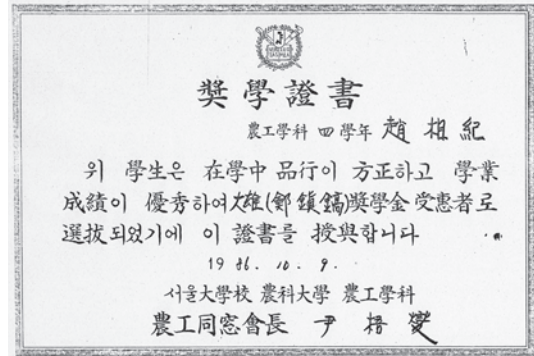 獎學證書
農工學科 四學年 趙 相 紀
위 學生은 在學中 品行이 方正하고 學業
成績이 優秀하여 雄(鄭鎭鎬)獎學金 受惠者로
選拔되었기에 이 證書를 授與합니다
1986. 10. 9.
서울大學校 農科大學 農工學科
農工同窓會長 尹